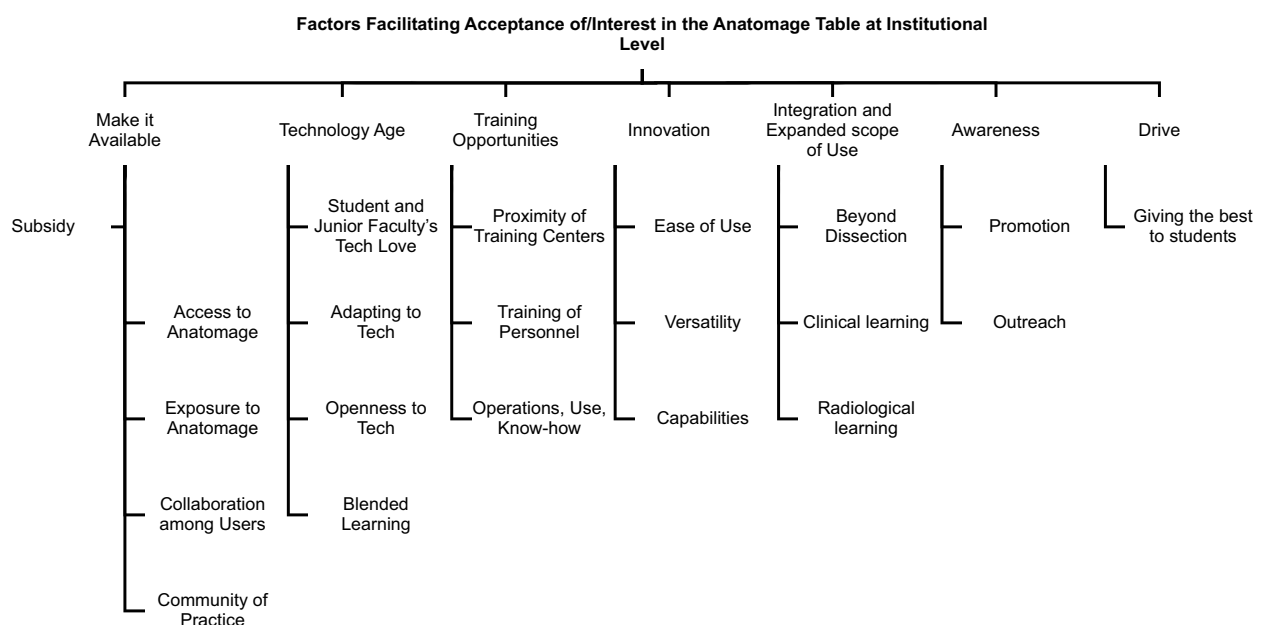 Factors Facilitating Acceptance of/Interest in the Anatomage Table at Institutional
Level
Make it
Available
Technology Age
Training
Opportunities
Innovation
Integration and
Expanded scope
of Use
Awareness
Drive
Subsidy
Access to
Anatomage
Exposure to
Anatomage
Collaboration
among Users
Community of
Practice
Student and
Junior Faculty's
Tech Love
Adapting to
Tech
Openness to
Tech
Blended
Learning
Proximity of
Training Centers
Training of
Personnel
Operations, Use,
Know-how
Ease of Use
Versatility
Capabilities
Beyond
Dissection
Clinical learning
Radiological
learning
Promotion
Outreach
Giving the best
to students